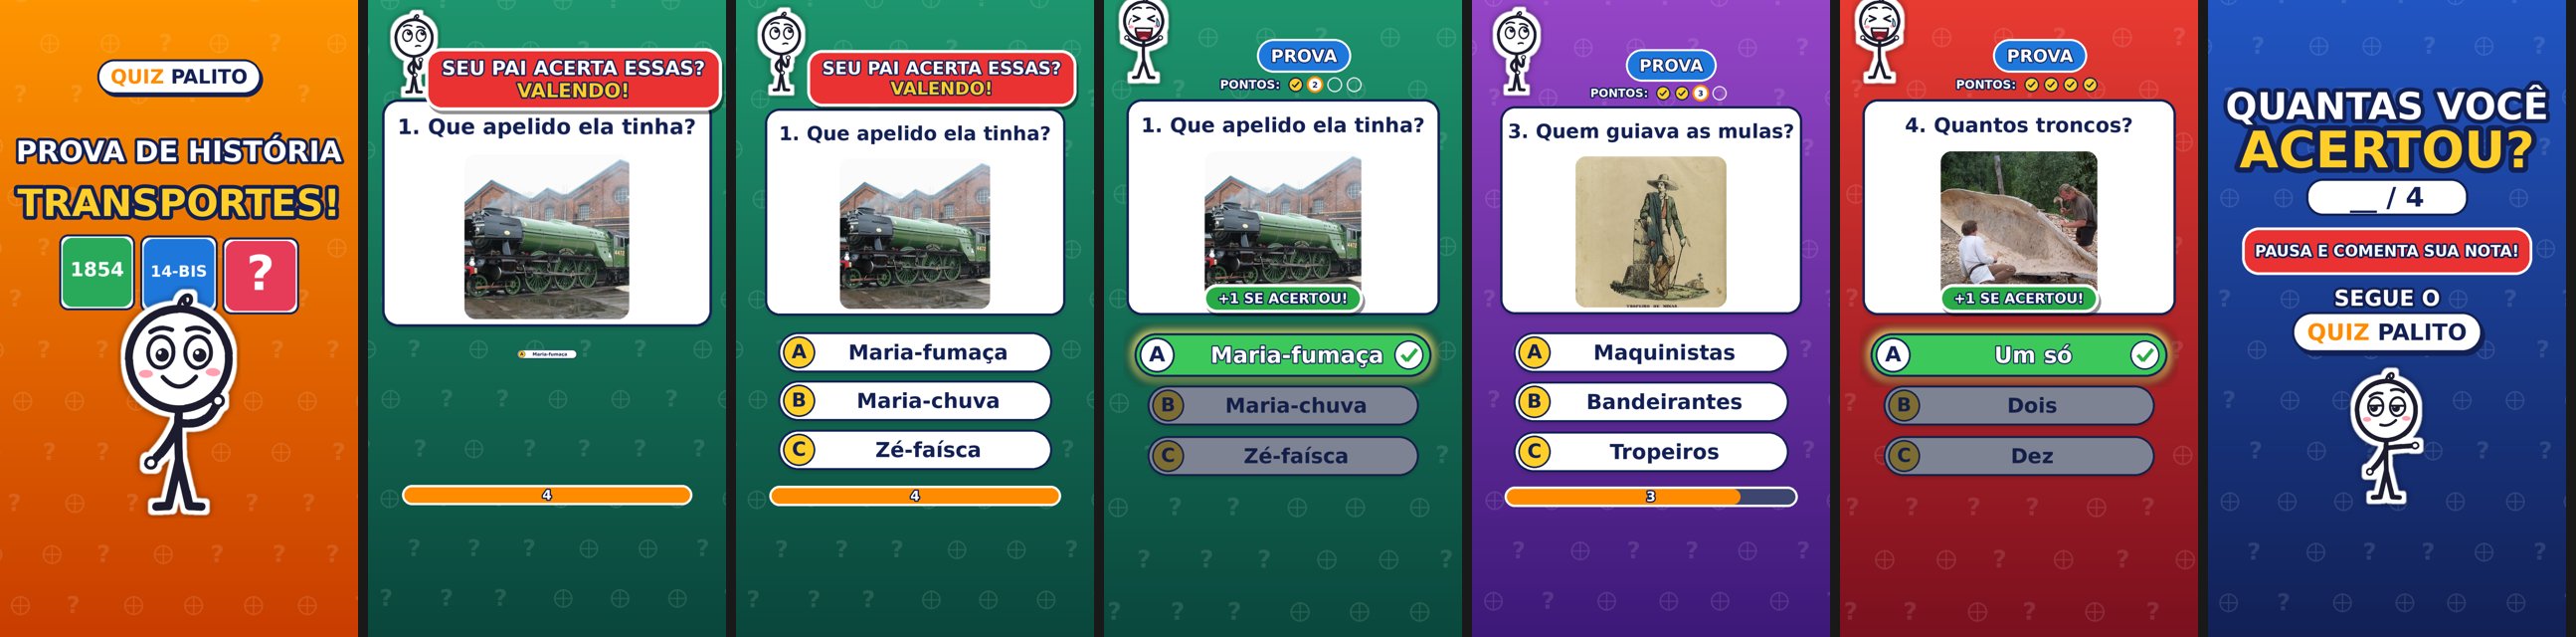 QUIZ PALITO
PROVA DE HISTÓRIA
TRANSPORTES!
1854
14-BIS
?
SEU PAI ACERTA ESSAS?
VALENDO!
1. Que apelido ela tinha?
A Maria-fumaça
4
SEU PAI ACERTA ESSAS?
VALENDO!
1. Que apelido ela tinha?
A Maria-fumaça
B Maria-chuva
C Zé-faísca
4
PROVA
PONTOS: 2
1. Que apelido ela tinha?
+1 SE ACERTOU!
A Maria-fumaça
B Maria-chuva
C Zé-faísca
PROVA
PONTOS: 3
3. Quem guiava as mulas?
A Maquinistas
B Bandeirantes
C Tropeiros
3
PROVA
PONTOS:
4. Quantos troncos?
+1 SE ACERTOU!
A Um só
B Dois
C Dez
QUANTAS VOCÊ
ACERTOU?
__ / 4
PAUSA E COMENTA SUA NOTA!
SEGUE O
QUIZ PALITO